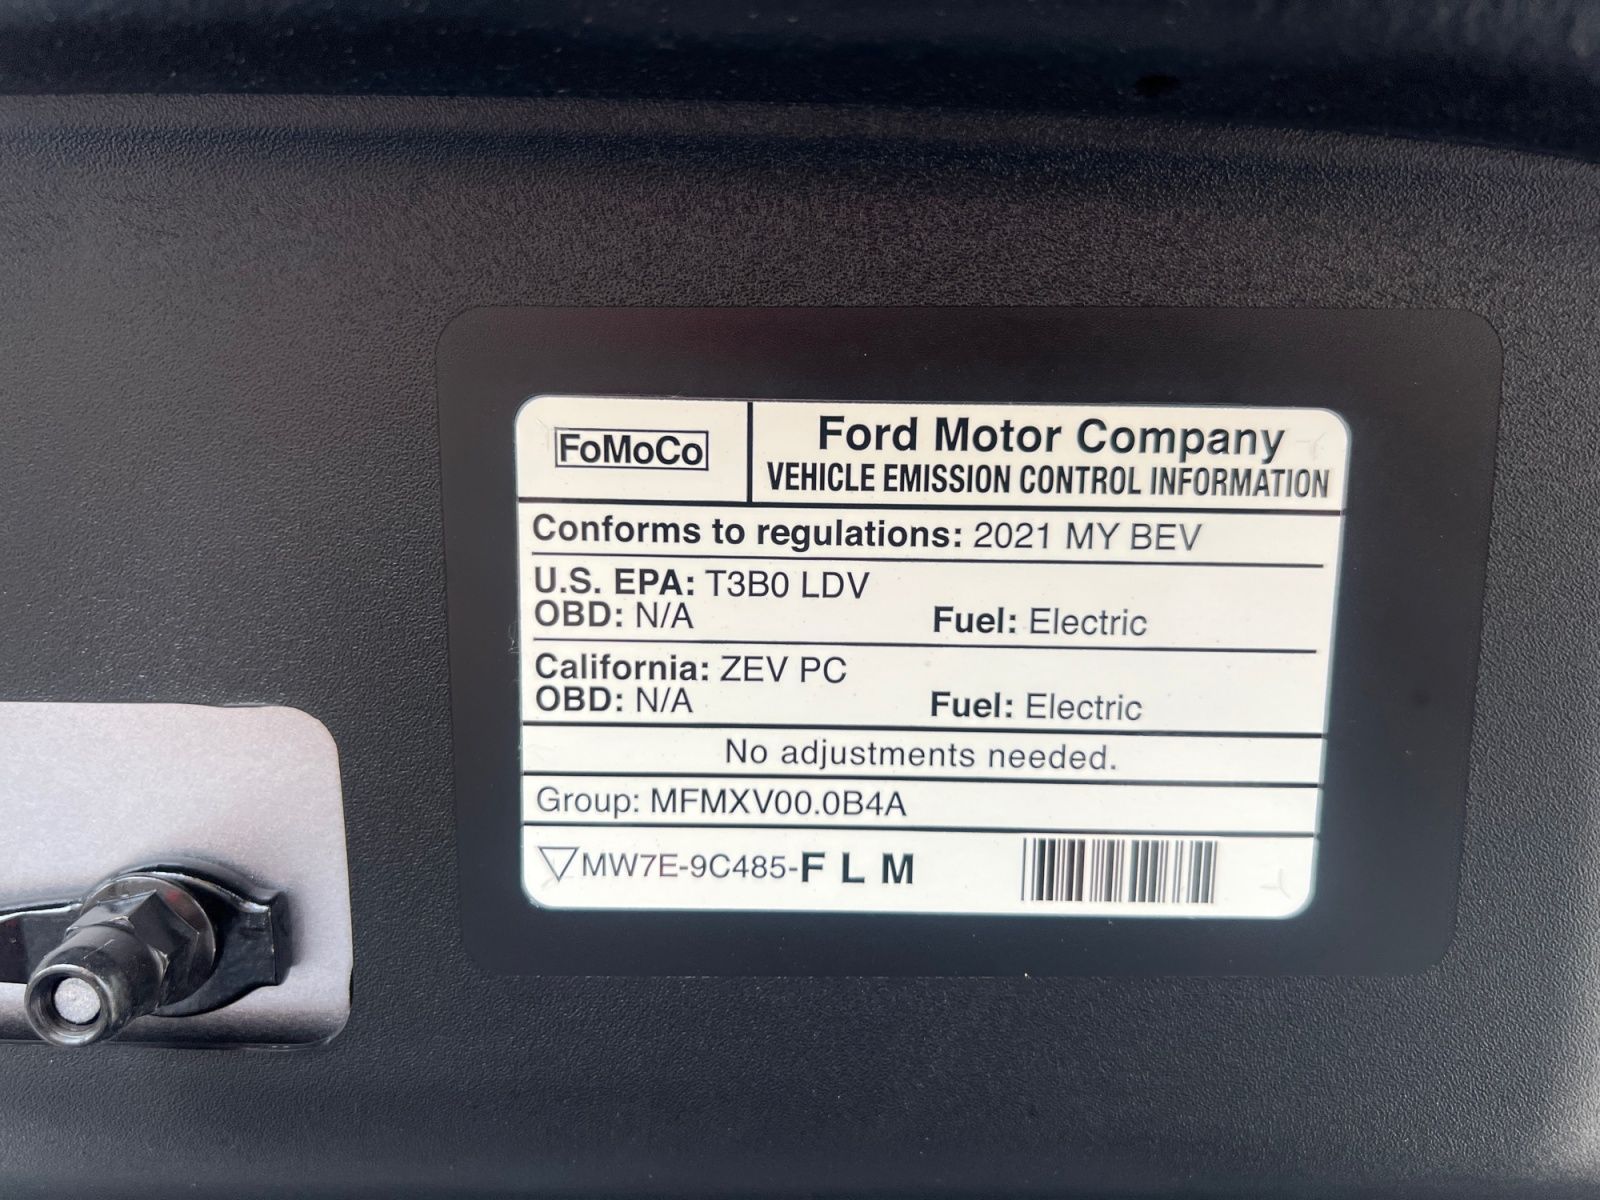 FoMoCo
Ford Motor Company
VEHICLE EMISSION CONTROL INFORMATION
Conforms to regulations: 2021 MY BEV
U.S. EPA: T3B0 LDV
OBD: N/A Fuel: Electric
California: ZEV PC
OBD: N/A Fuel: Electric
No adjustments needed.
Group: MFMXV00.0B4A
MW7E-9C485-F L M